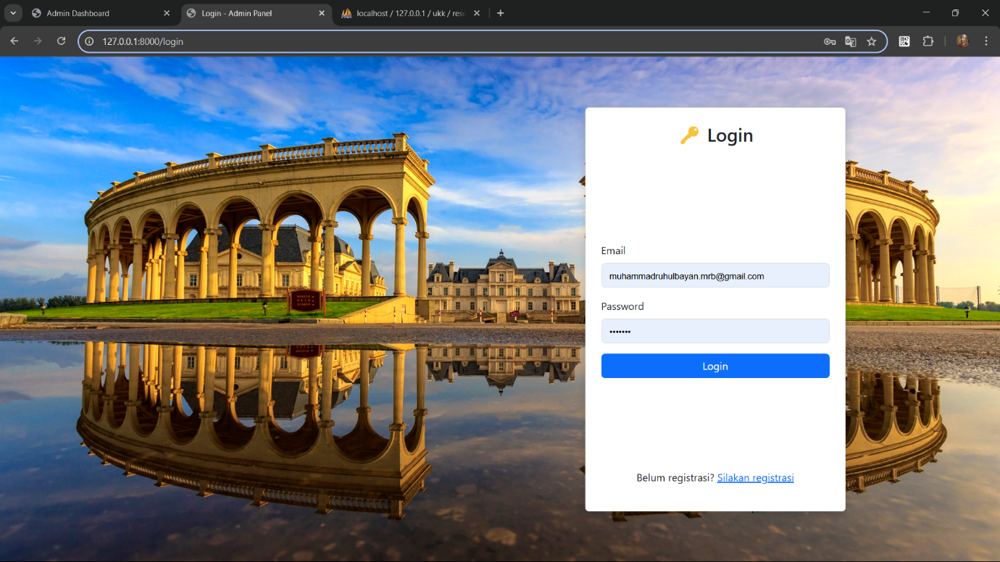 Admin Dashboard
Login - Admin Panel
localhost / 127.0.0.1 / ukk / res
127.0.0.1:8000/login
Login
Email
muhammadruhulbayan.mrb@gmail.com
Password
•••••••
Login
Belum registrasi? Silakan registrasi